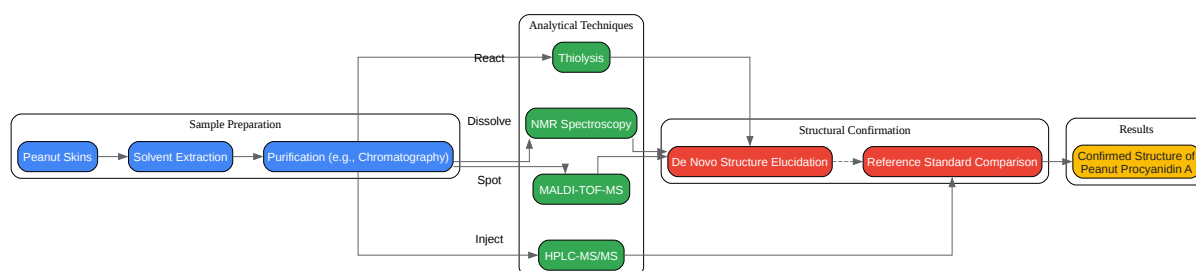 Analytical Techniques
React
Thiolysis
Dissolve
NMR Spectroscopy
Sample Preparation
Peanut Skins
Solvent Extraction
Purification (e.g., Chromatography)
Spot
MALDI-TOF-MS
Inject
HPLC-MS/MS
Structural Confirmation
De Novo Structure Elucidation
Reference Standard Comparison
Results
Confirmed Structure of
Peanut Procyanidin A